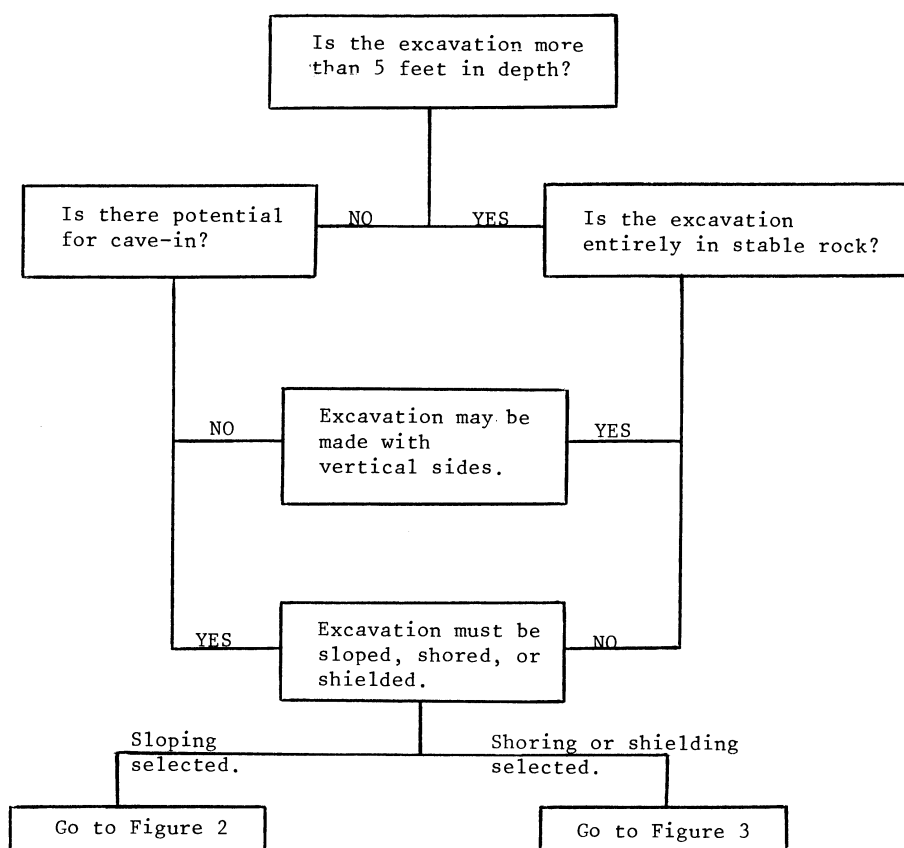 Is the excavation more
than 5 feet in depth?
Is there potential
for cave-in?
NO
YES
Is the excavation
entirely in stable rock?
NO
Excavation may be
made with
vertical sides.
YES
YES
Excavation must be
sloped, shored, or
shielded.
NO
Sloping
selected.
Shoring or shielding
selected.
Go to Figure 2
Go to Figure 3